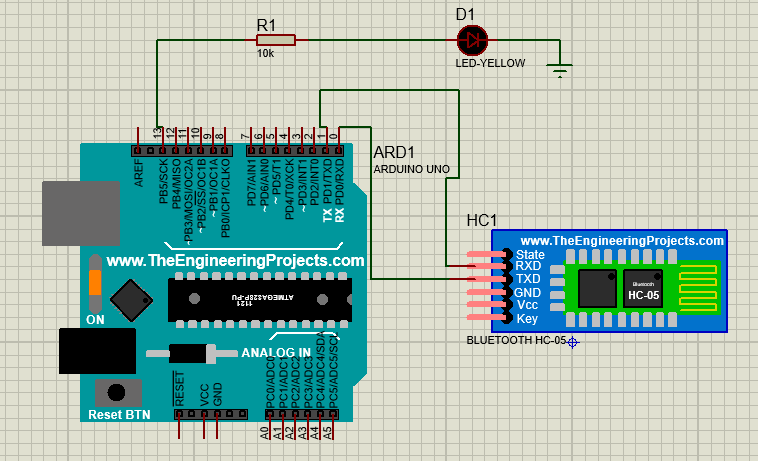 R1
10k
D1
LED-YELLOW
13
12
11
10
9
8
7
6
5
4
3
2
1
0
AREF
PB5/SCK
PB4/MISO
~PB3/MOSI/OC2A
~PB2/SS/OC1B
~PB1/OC1A
PB0/ICP1/CLKO
PD7/AIN1
~PD6/AIN0
~PD5/T1
PD4/T0/XCK
~PD3/INT1
PD2/INT0
TX PD1/TXD
RX PD0/RXD
ARD1
ARDUINO UNO
www.TheEngineeringProjects.com
ATMEGA328P-PU
1121
ON
ANALOG IN
Reset BTN
RESET
VCC
GND
PC0/ADC0
PC1/ADC1
PC2/ADC2
PC3/ADC3
PC4/ADC4/SDA
PC5/ADC5/SCL
A0
A1
A2
A3
A4
A5
HC1
www.TheEngineeringProjects.com
State
RXD
TXD
GND
Vcc
Key
Bluetooth
HC-05
BLUETOOTH HC-05